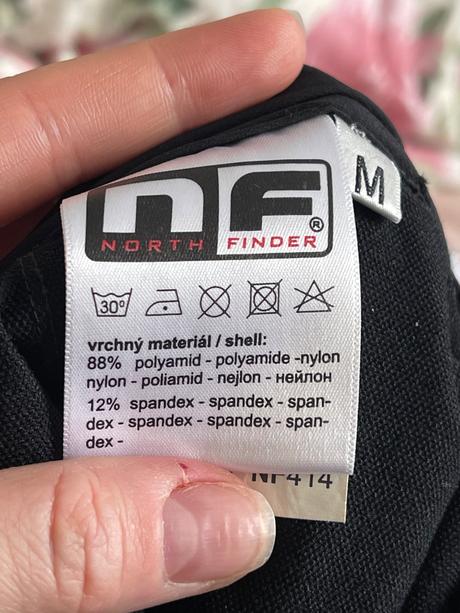 nF®
NORTH FINDER
M
30°
vrchný materiál / shell:
88% polyamid - polyamide -nylon
nylon - poliamid - nejlon - нейлон
12% spandex - spandex - span-
dex - spandex - spandex - span-
dex -
NF414